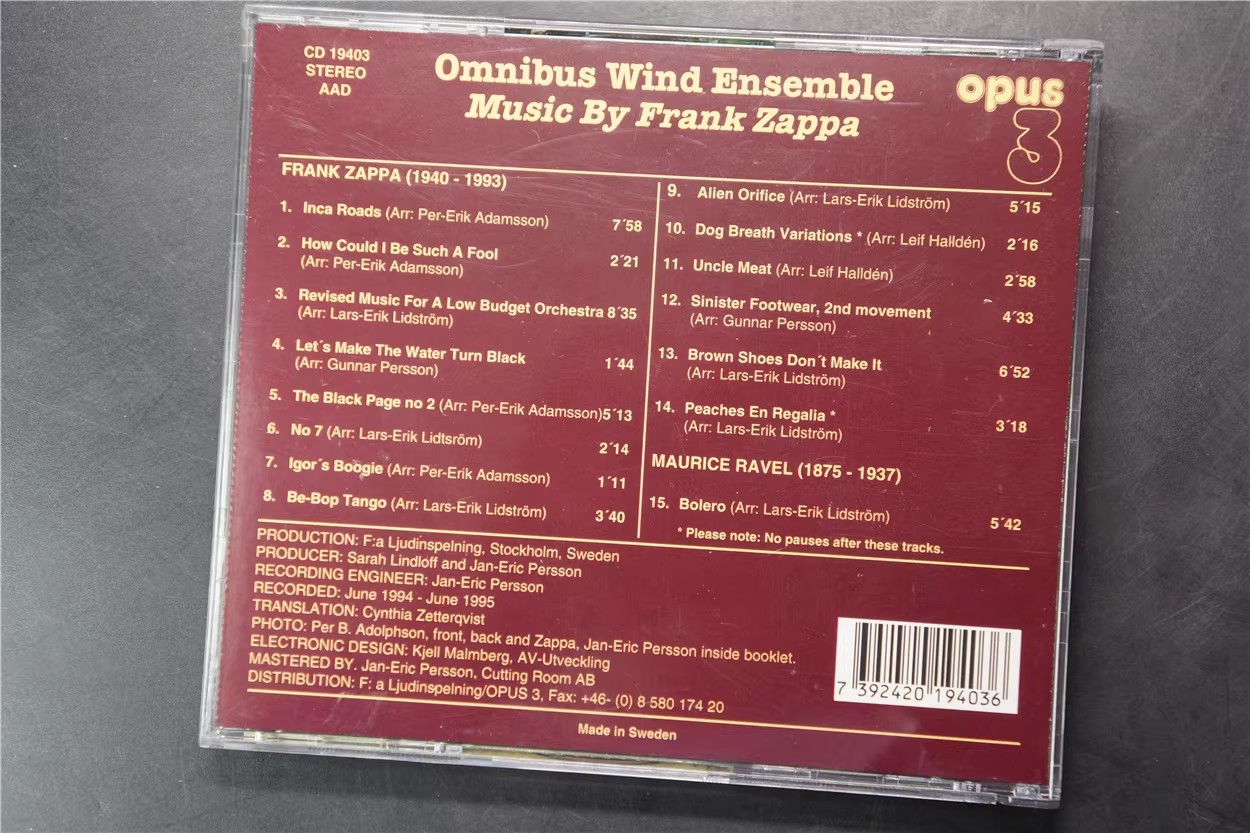 CD 19403
STEREO
AAD
Omnibus Wind Ensemble
Music By Frank Zappa
opus
3
FRANK ZAPPA (1940 - 1993)
1. Inca Roads (Arr: Per-Erik Adamsson) 7´58
2. How Could I Be Such A Fool
(Arr: Per-Erik Adamsson) 2´21
3. Revised Music For A Low Budget Orchestra 8´35
(Arr: Lars-Erik Lidström)
4. Let´s Make The Water Turn Black
(Arr: Gunnar Persson) 1´44
5. The Black Page no 2 (Arr: Per-Erik Adamsson) 5´13
6. No 7 (Arr: Lars-Erik Lidtsröm) 2´14
7. Igor´s Boogie (Arr: Per-Erik Adamsson) 1´11
8. Be-Bop Tango (Arr: Lars-Erik Lidström) 3´40
9. Alien Orifice (Arr: Lars-Erik Lidström) 5´15
10. Dog Breath Variations * (Arr: Leif Halldén) 2´16
11. Uncle Meat (Arr: Leif Halldén) 2´58
12. Sinister Footwear, 2nd movement
(Arr: Gunnar Persson) 4´33
13. Brown Shoes Don´t Make It
(Arr: Lars-Erik Lidström) 6´52
14. Peaches En Regalia *
(Arr: Lars-Erik Lidström) 3´18
MAURICE RAVEL (1875 - 1937)
15. Bolero (Arr: Lars-Erik Lidström) 5´42
* Please note: No pauses after these tracks.
PRODUCTION: F:a Ljudinspelning, Stockholm, Sweden
PRODUCER: Sarah Lindloff and Jan-Eric Persson
RECORDING ENGINEER: Jan-Eric Persson
RECORDED: June 1994 - June 1995
TRANSLATION: Cynthia Zetterqvist
PHOTO: Per B. Adolphson, front, back and Zappa, Jan-Eric Persson inside booklet.
ELECTRONIC DESIGN: Kjell Malmberg, AV-Utveckling
MASTERED BY. Jan-Eric Persson, Cutting Room AB
DISTRIBUTION: F: a Ljudinspelning/OPUS 3, Fax: +46- (0) 8 580 174 20
7 392420 194036
Made in Sweden